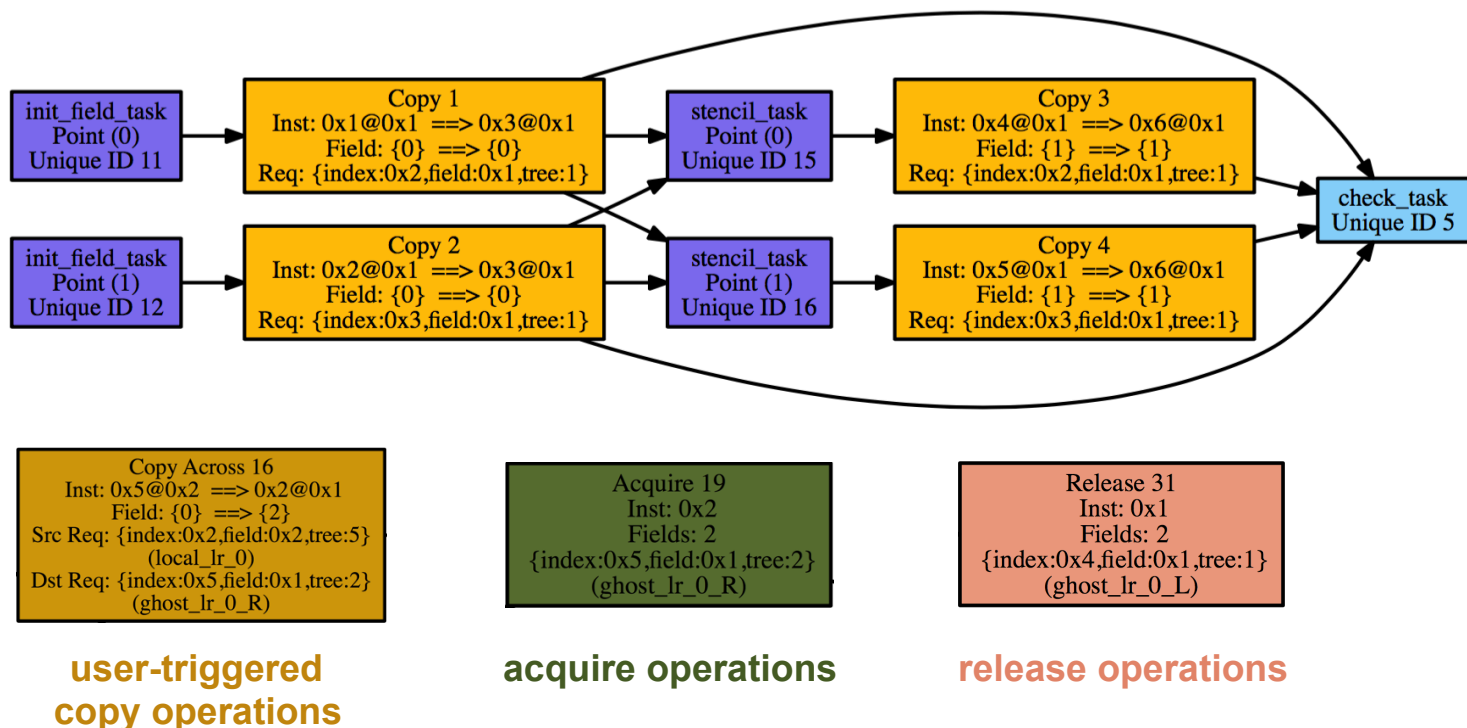 init_field_task
Point (0)
Unique ID 11
Copy 1
Inst: 0x1@0x1 ==> 0x3@0x1
Field: {0} ==> {0}
Req: {index:0x2,field:0x1,tree:1}
stencil_task
Point (0)
Unique ID 15
Copy 3
Inst: 0x4@0x1 ==> 0x6@0x1
Field: {1} ==> {1}
Req: {index:0x2,field:0x1,tree:1}
check_task
Unique ID 5
init_field_task
Point (1)
Unique ID 12
Copy 2
Inst: 0x2@0x1 ==> 0x3@0x1
Field: {0} ==> {0}
Req: {index:0x3,field:0x1,tree:1}
stencil_task
Point (1)
Unique ID 16
Copy 4
Inst: 0x5@0x1 ==> 0x6@0x1
Field: {1} ==> {1}
Req: {index:0x3,field:0x1,tree:1}
Copy Across 16
Inst: 0x5@0x2 ==> 0x2@0x1
Field: {0} ==> {2}
Src Req: {index:0x2,field:0x2,tree:5}
(local_lr_0)
Dst Req: {index:0x5,field:0x1,tree:2}
(ghost_lr_0_R)
Acquire 19
Inst: 0x2
Fields: 2
{index:0x5,field:0x1,tree:2}
(ghost_lr_0_R)
Release 31
Inst: 0x1
Fields: 2
{index:0x4,field:0x1,tree:1}
(ghost_lr_0_L)
user-triggered
copy operations
acquire operations
release operations